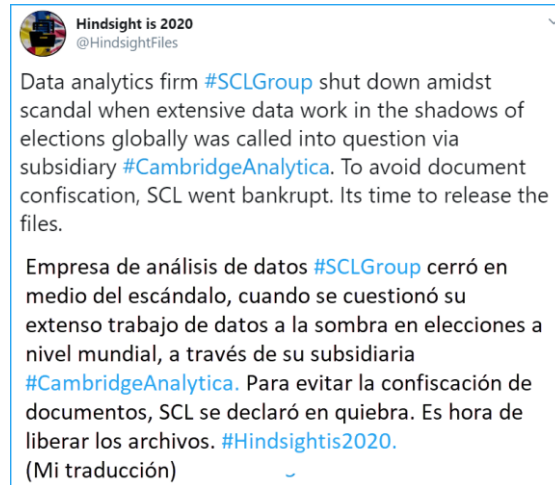 Hindsight is 2020
@HindsightFiles
Data analytics firm #SCLGroup shut down amidst
scandal when extensive data work in the shadows of
elections globally was called into question via
subsidiary #CambridgeAnalytica. To avoid document
confiscation, SCL went bankrupt. Its time to release the
files.
Empresa de análisis de datos #SCLGroup cerró en
medio del escándalo, cuando se cuestionó su
extenso trabajo de datos a la sombra en elecciones a
nivel mundial, a través de su subsidiaria
#CambridgeAnalytica. Para evitar la confiscación de
documentos, SCL se declaró en quiebra. Es hora de
liberar los archivos. #Hindsightis2020.
(Mi traducción)